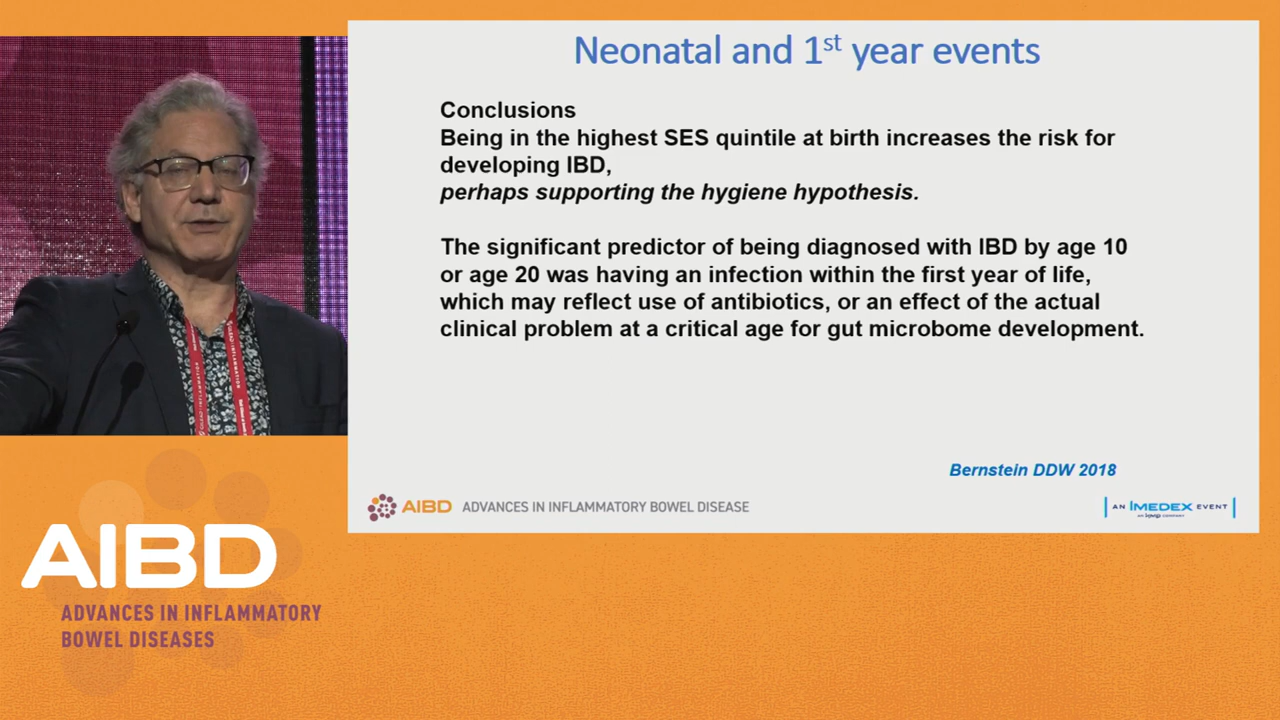 Neonatal and 1st year events
Conclusions
Being in the highest SES quintile at birth increases the risk for
developing IBD,
perhaps supporting the hygiene hypothesis.
The significant predictor of being diagnosed with IBD by age 10
or age 20 was having an infection within the first year of life,
which may reflect use of antibiotics, or an effect of the actual
clinical problem at a critical age for gut microbome development.
Bernstein DDW 2018
AIBD ADVANCES IN INFLAMMATORY BOWEL DISEASE
AN IMEDEX EVENT
AIBD
ADVANCES IN INFLAMMATORY
BOWEL DISEASES